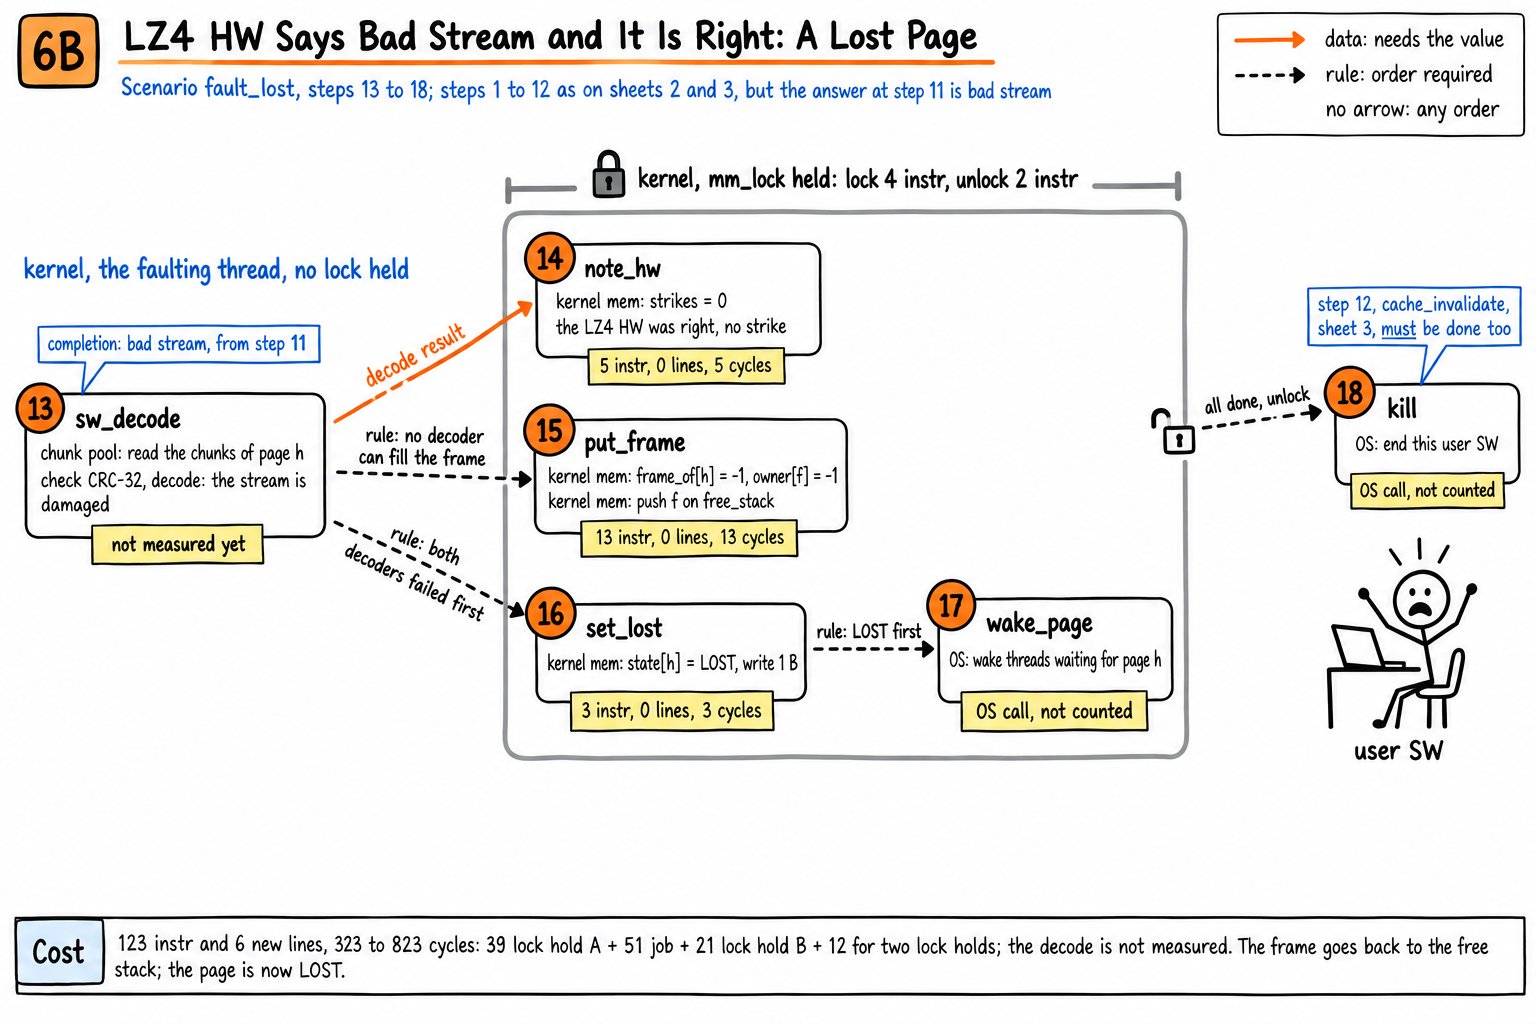 6B
LZ4 HW Says Bad Stream and It Is Right: A Lost Page
Scenario fault_lost, steps 13 to 18; steps 1 to 12 as on sheets 2 and 3, but the answer at step 11 is bad stream
data: needs the value
rule: order required
no arrow: any order
kernel, mm_lock held: lock 4 instr, unlock 2 instr
kernel, the faulting thread, no lock held
completion: bad stream, from step 11
13
sw_decode
chunk pool: read the chunks of page h
check CRC-32, decode: the stream is
damaged
not measured yet
decode result
rule: no decoder
can fill the frame
rule: both
decoders failed first
14
note_hw
kernel mem: strikes = 0
the LZ4 HW was right, no strike
5 instr, 0 lines, 5 cycles
15
put_frame
kernel mem: frame_of[h] = -1, owner[f] = -1
kernel mem: push f on free_stack
13 instr, 0 lines, 13 cycles
16
set_lost
kernel mem: state[h] = LOST, write 1 B
3 instr, 0 lines, 3 cycles
rule: LOST first
17
wake_page
OS: wake threads waiting for page h
OS call, not counted
all done, unlock
step 12, cache_invalidate,
sheet 3, must be done too
18
kill
OS: end this user SW
OS call, not counted
user SW
Cost
123 instr and 6 new lines, 323 to 823 cycles: 39 lock hold A + 51 job + 21 lock hold B + 12 for two lock holds; the decode is not measured. The frame goes back to the free
stack; the page is now LOST.